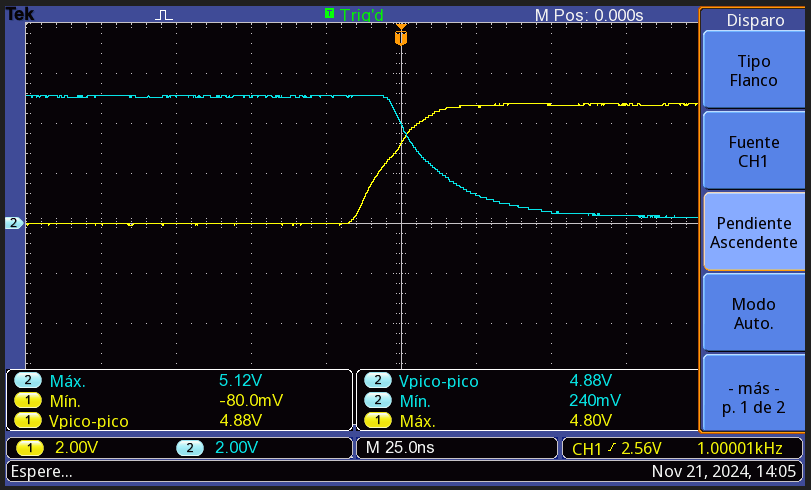 Tek T Trig'd M Pos: 0.000s
T
Disparo
Tipo
Flanco
Fuente
CH1
Pendiente
Ascendente
Modo
Auto.
- más -
p. 1 de 2
2
2 Máx. 5.12V
1 Mín. -80.0mV
1 Vpico-pico 4.88V
2 Vpico-pico 4.88V
2 Mín. 240mV
1 Máx. 4.80V
1 2.00V 2 2.00V M 25.0ns CH1 2.56V 1.00001kHz
Espere... Nov 21, 2024, 14:05